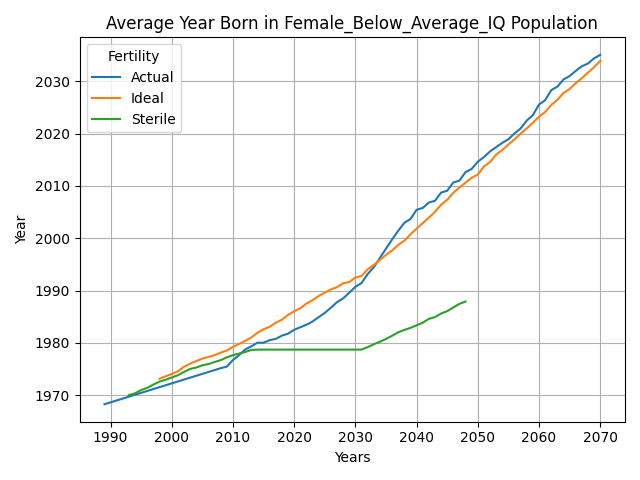 Average Year Born in Female_Below_Average_IQ Population
Fertility
Actual
Ideal
Sterile
Year
2030
2020
2010
2000
1990
1980
1970
1990 2000 2010 2020 2030 2040 2050 2060 2070
Years